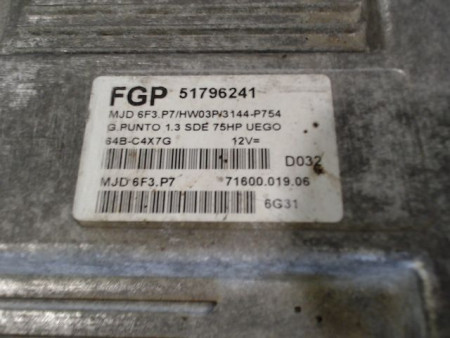 FGP 51796241
MJD 6F3.P7/HW03P/3144-P754
G.PUNTO 1.3 SDE 75HP UEGO
64B-C4X7G 12V=
D032
MJD 6F3.P7 71600.019.06
6G31